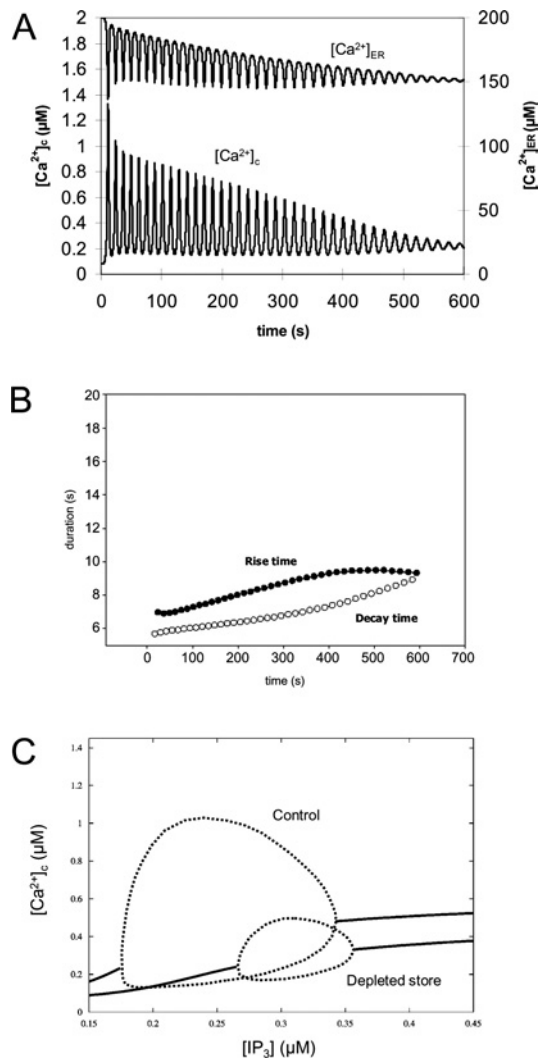 A
[Ca²⁺]c (µM)
2
1.8
1.6
1.4
1.2
1
0.8
0.6
0.4
0.2
0
[Ca²⁺]ER
[Ca²⁺]c
200
150
100
50
0
[Ca²⁺]ER (µM)
0 100 200 300 400 500 600
time (s)
B
duration (s)
20
18
16
14
12
10
8
6
Rise time
Decay time
0 100 200 300 400 500 600 700
time (s)
C
[Ca²⁺]c (µM)
1.4
1.2
1
0.8
0.6
0.4
0.2
0
Control
Depleted store
0.15 0.2 0.25 0.3 0.35 0.4 0.45
[IP₃] (µM)